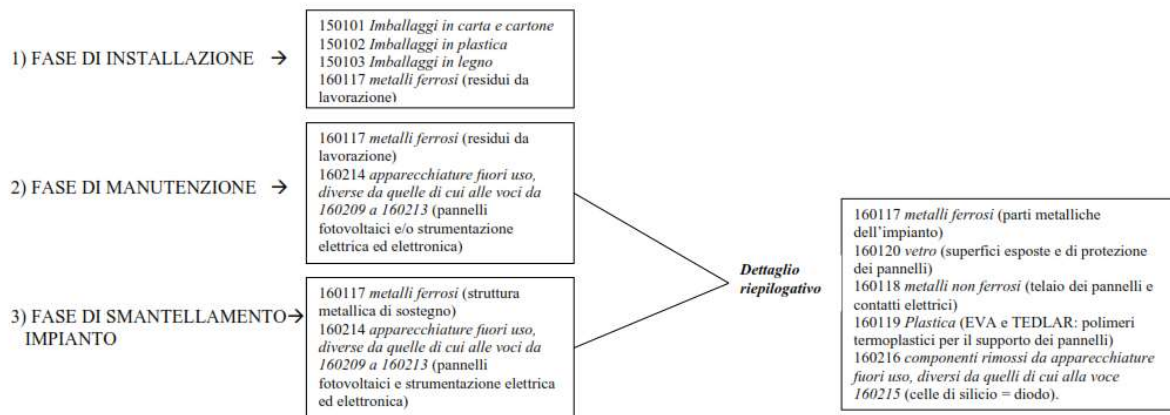 1) FASE DI INSTALLAZIONE →
150101 Imballaggi in carta e cartone
150102 Imballaggi in plastica
150103 Imballaggi in legno
160117 metalli ferrosi (residui da
lavorazione)
2) FASE DI MANUTENZIONE →
160117 metalli ferrosi (residui da
lavorazione)
160214 apparecchiature fuori uso,
diverse da quelle di cui alle voci da
160209 a 160213 (pannelli
fotovoltaici e/o strumentazione
elettrica ed elettronica)
3) FASE DI SMANTELLAMENTO→
IMPIANTO
160117 metalli ferrosi (struttura
metallica di sostegno)
160214 apparecchiature fuori uso,
diverse da quelle di cui alle voci da
160209 a 160213 (pannelli
fotovoltaici e strumentazione elettrica
ed elettronica)
Dettaglio
riepilogativo
160117 metalli ferrosi (parti metalliche
dell'impianto)
160120 vetro (superfici esposte e di protezione
dei pannelli)
160118 metalli non ferrosi (telaio dei pannelli e
contatti elettrici)
160119 Plastica (EVA e TEDLAR: polimeri
termoplastici per il supporto dei pannelli)
160216 componenti rimossi da apparecchiature
fuori uso, diversi da quelli di cui alla voce
160215 (celle di silicio = diodo).